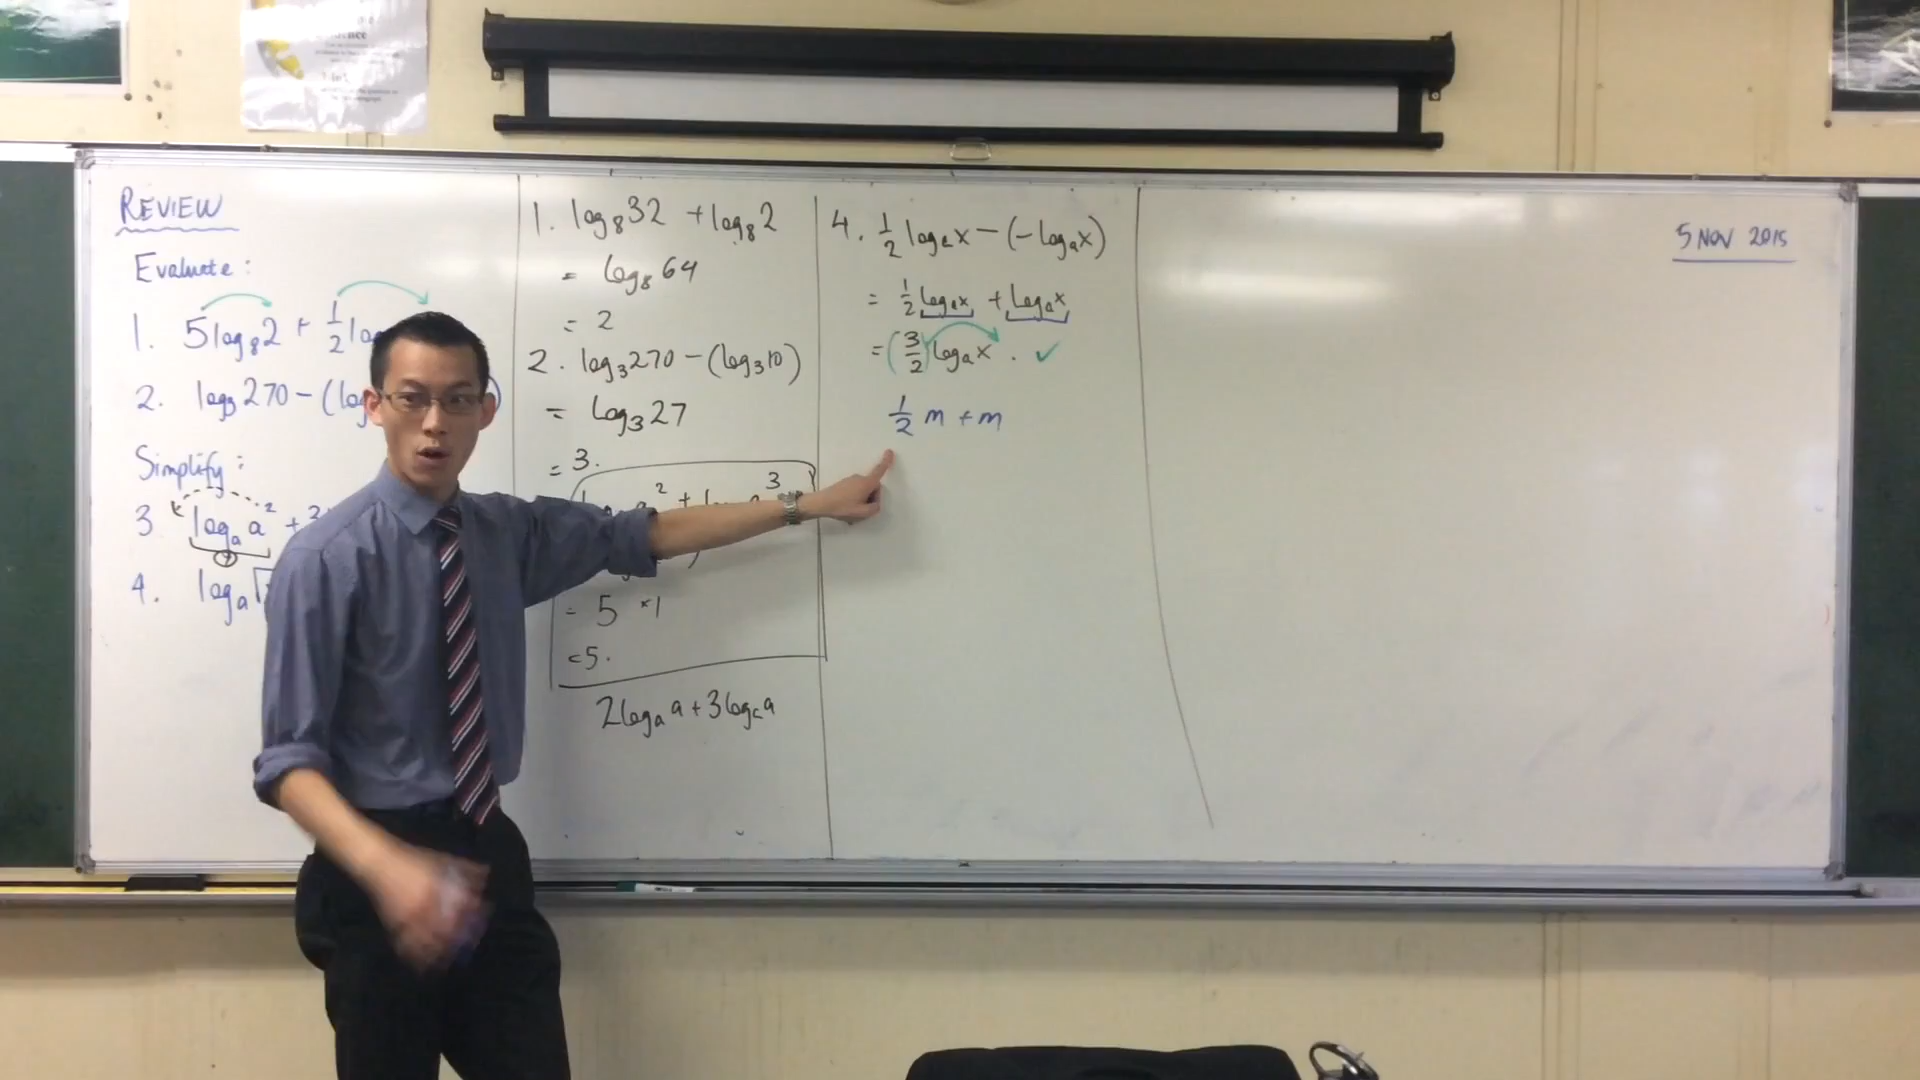 REVIEW
Evaluate:
1. 5log₈2 + ½log
2. log₃270 − (log
Simplify:
3 logₐa² +
4. logₐ√
1. log₈32 + log₈2
= log₈64
= 2
2. log₃270 − (log₃10)
= log₃27
= 3.
= 5 ×1
= 5.
2logₐa + 3logₐa
4. ½logₐx − (−logₐx)
= ½logₐx + logₐx
= (3/2)logₐx. ✓
½m + m
5 NOV 2015